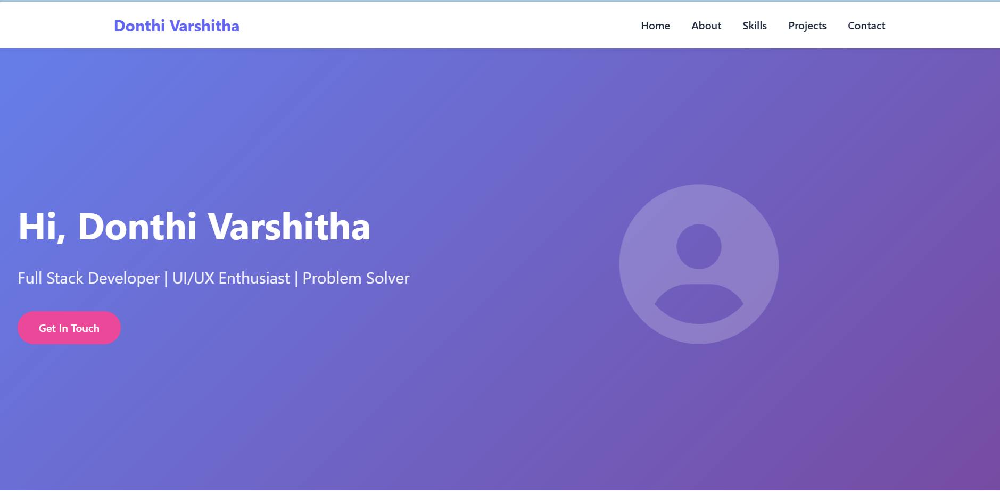 Donthi Varshitha
Home About Skills Projects Contact
Hi, Donthi Varshitha
Full Stack Developer | UI/UX Enthusiast | Problem Solver
Get In Touch